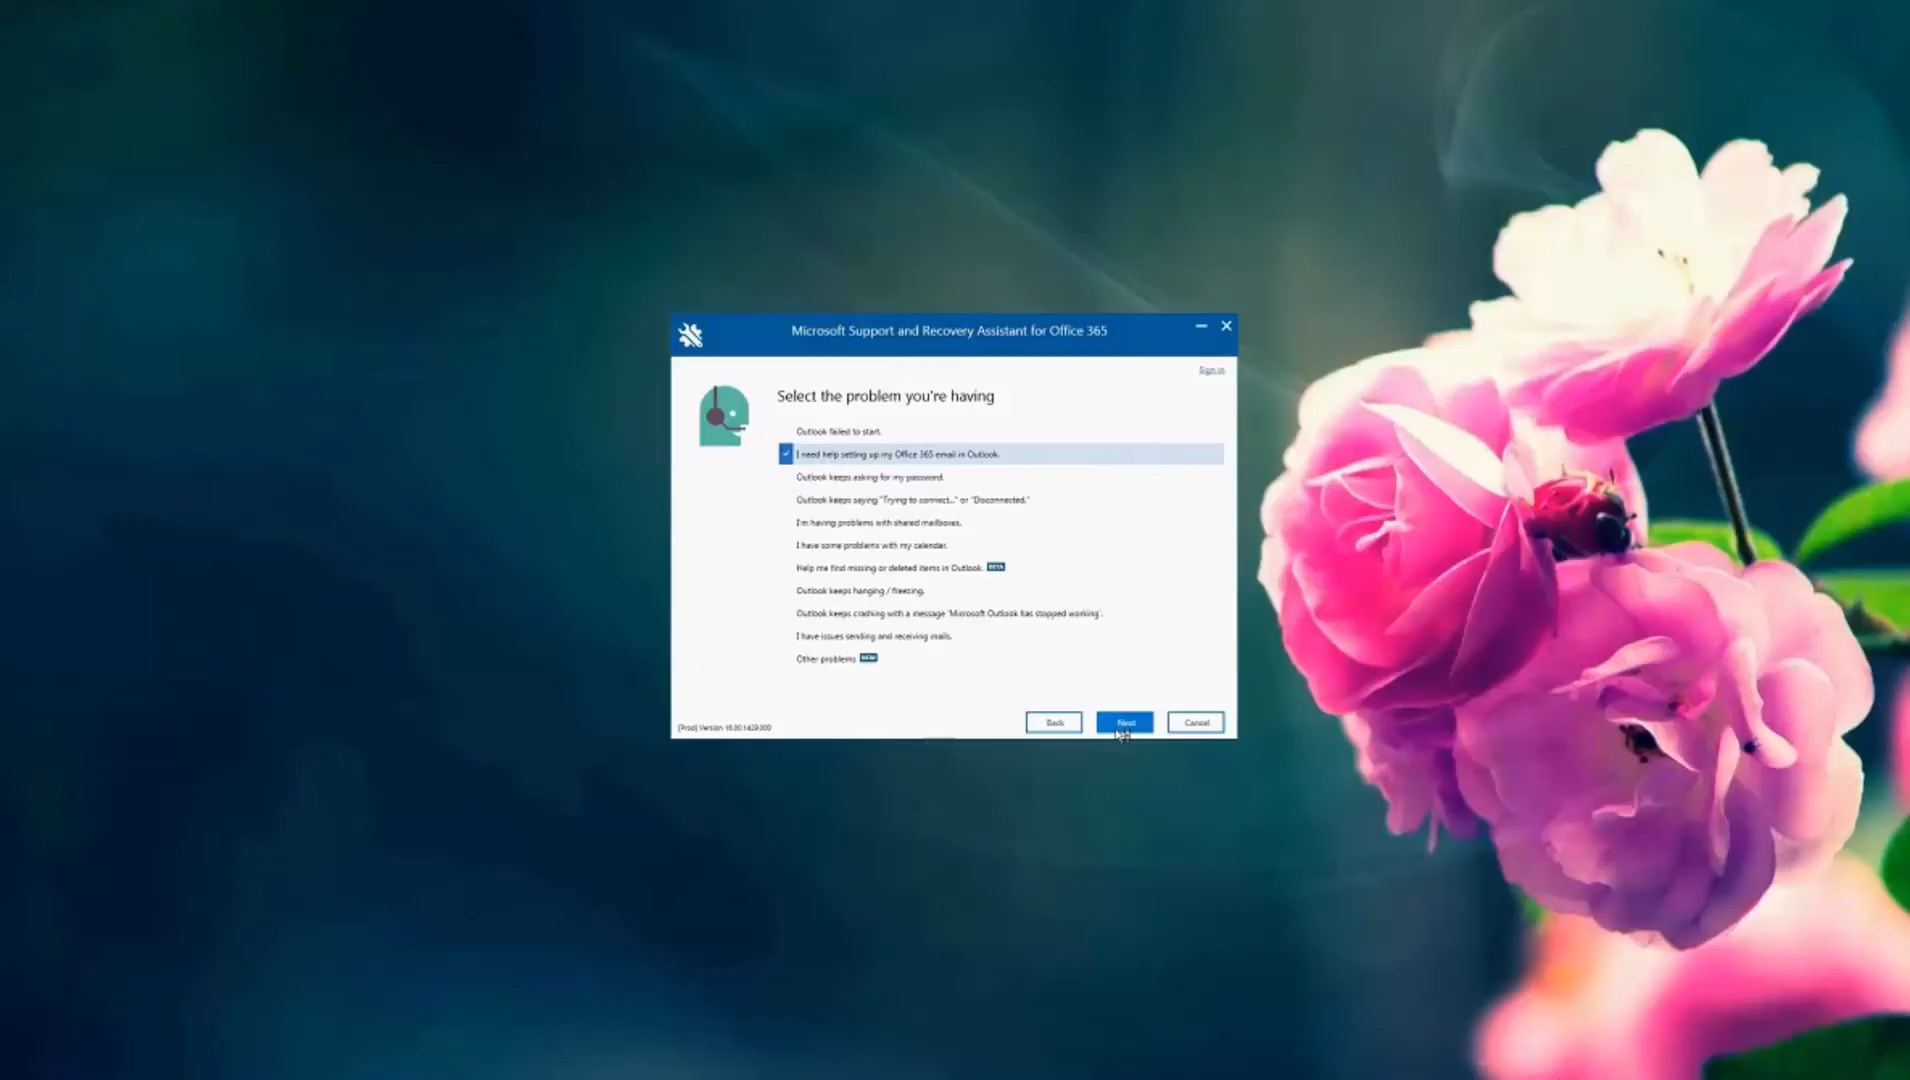 Microsoft Support and Recovery Assistant for Office 365
Sign in
Select the problem you're having
Outlook failed to start.
I need help setting up my Office 365 email in Outlook.
Outlook keeps asking for my password.
Outlook keeps saying "Trying to connect..." or "Disconnected."
I'm having problems with shared mailboxes.
I have some problems with my calendar.
Help me find missing or deleted items in Outlook. BETA
Outlook keeps hanging / freezing.
Outlook keeps crashing with a message 'Microsoft Outlook has stopped working'.
I have issues sending and receiving mails.
Other problems NEW
Back
Next
Cancel
[Prod] Version 16.00.1429.000